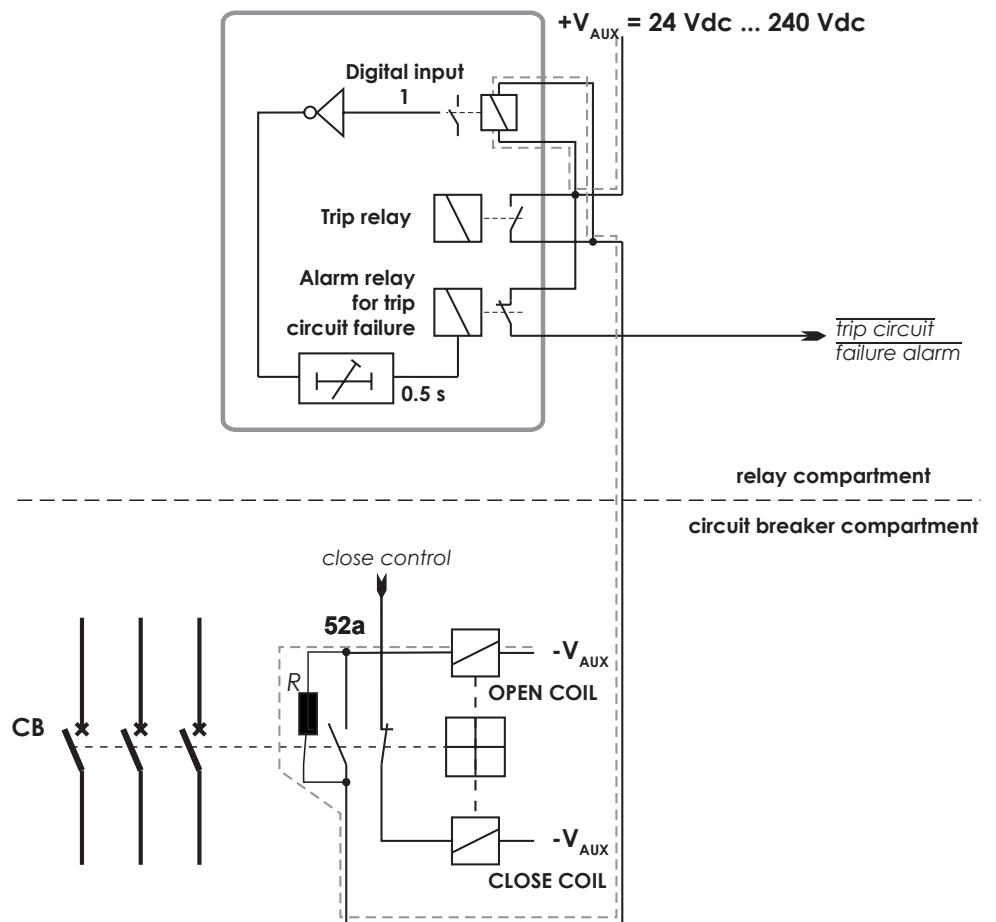 +VAUX = 24 Vdc ... 240 Vdc
Digital input
1
Trip relay
Alarm relay
for trip
circuit failure
trip circuit
failure alarm
0.5 s
relay compartment
circuit breaker compartment
close control
52a
-VAUX
R
OPEN COIL
CB
-VAUX
CLOSE COIL